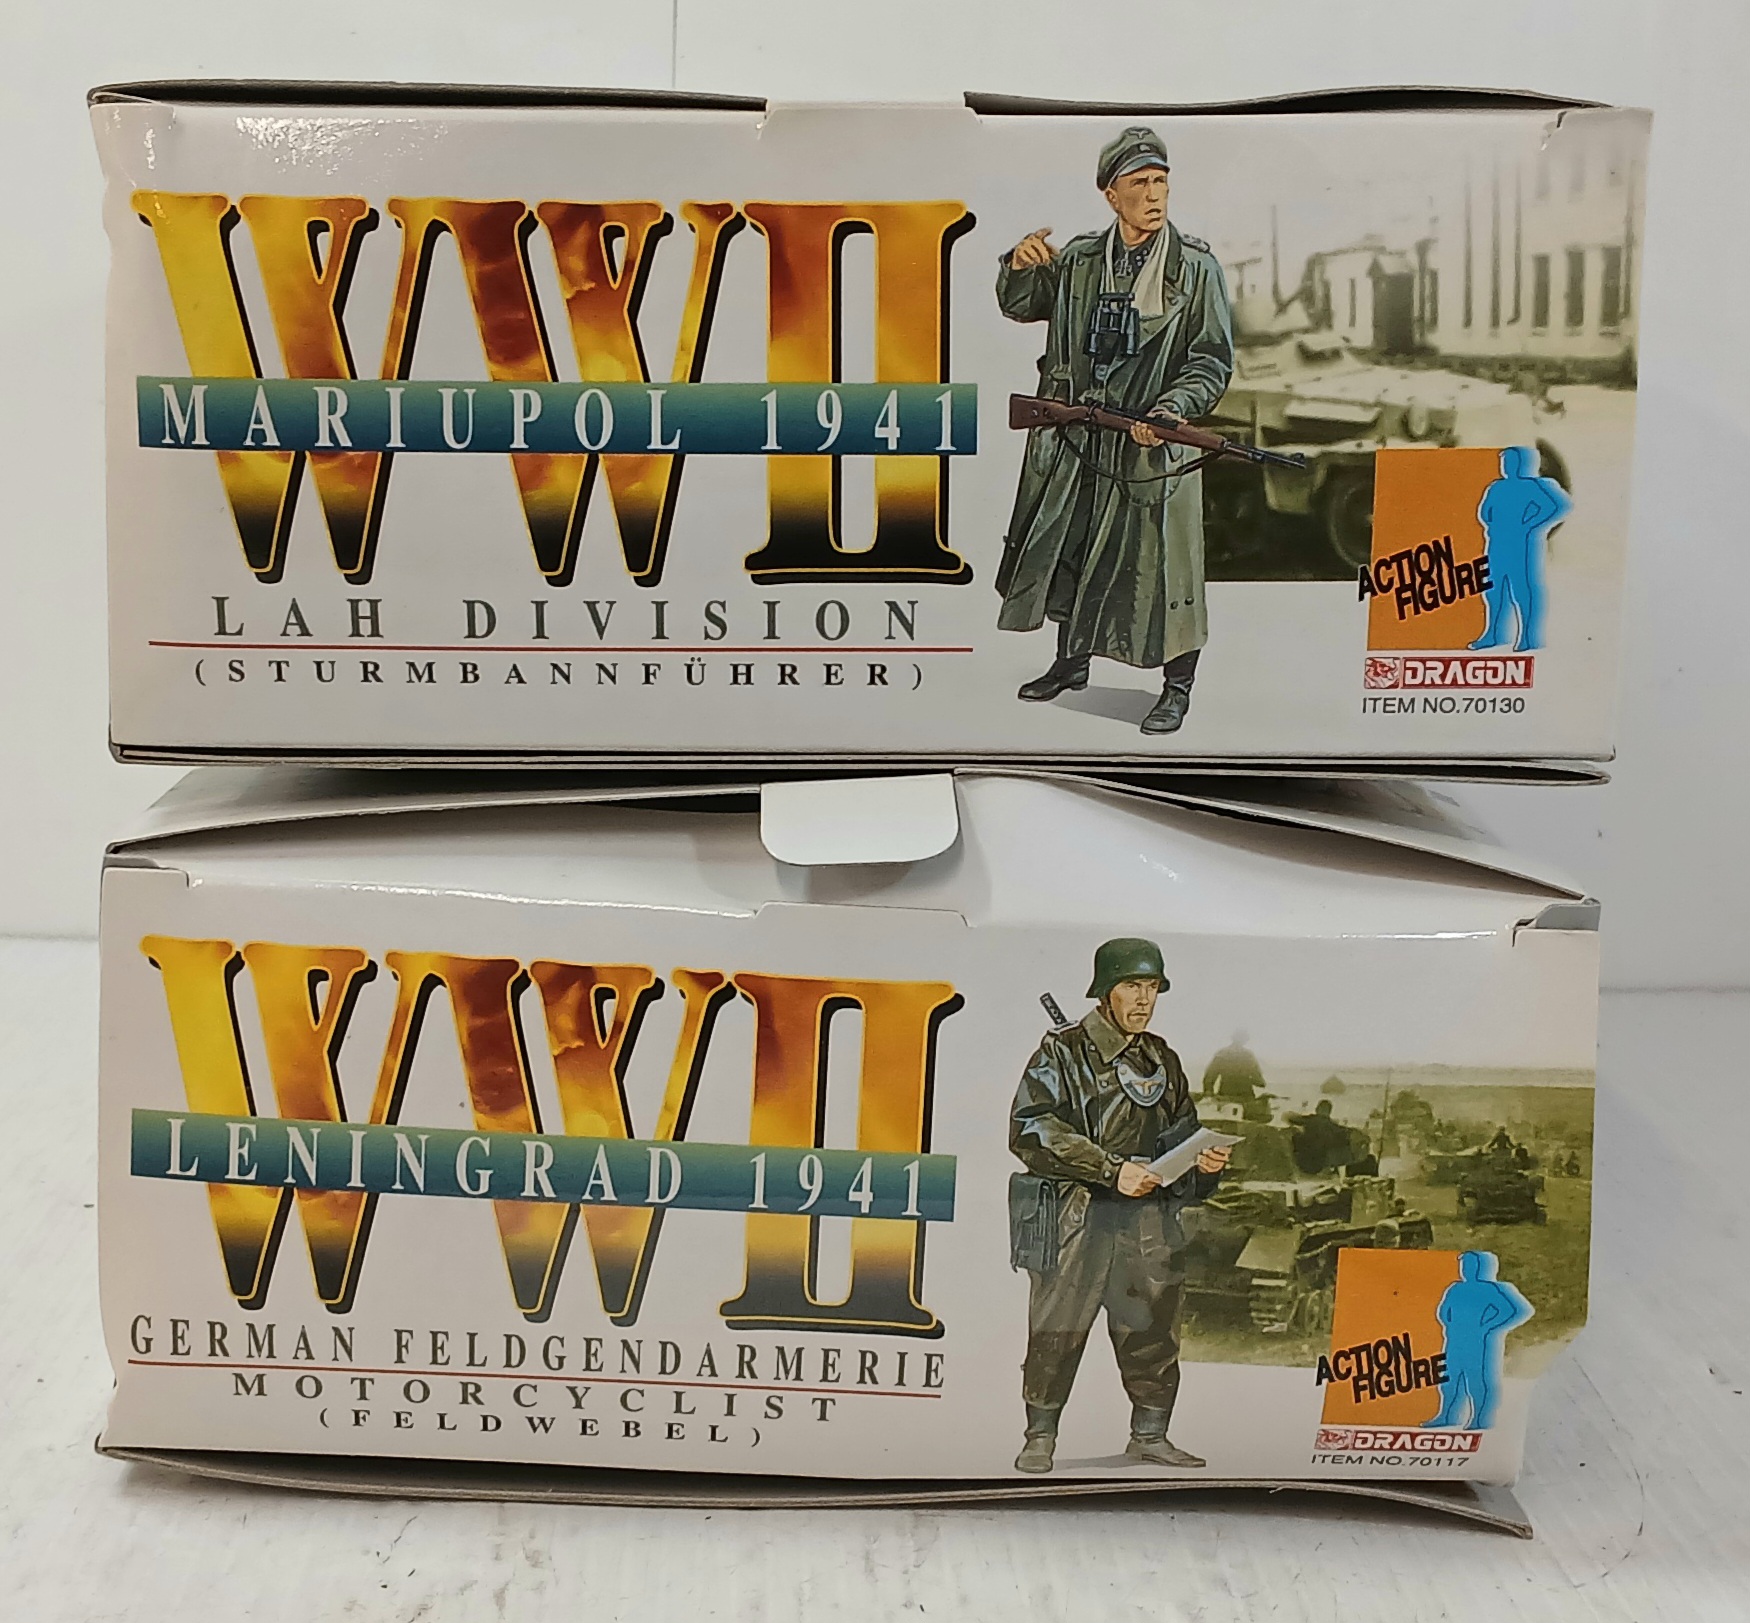 WWII
MARIUPOL 1941
LAH DIVISION
(STURMBANNFÜHRER)
ACTION
FIGURE
DRAGON
ITEM NO.70130
WWII
LENINGRAD 1941
GERMAN FELDGENDARMERIE
MOTORCYCLIST
(FELDWEBEL)
ACTION
FIGURE
DRAGON
ITEM NO.70117